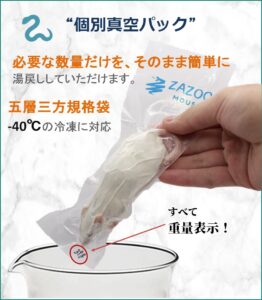 “個別真空パック”
必要な数量だけを、そのまま簡単に
湯戻ししていただけます。
五層三方規格袋
-40℃の冷凍に対応
ZAZOO
MOUS
すべて
重量表示！